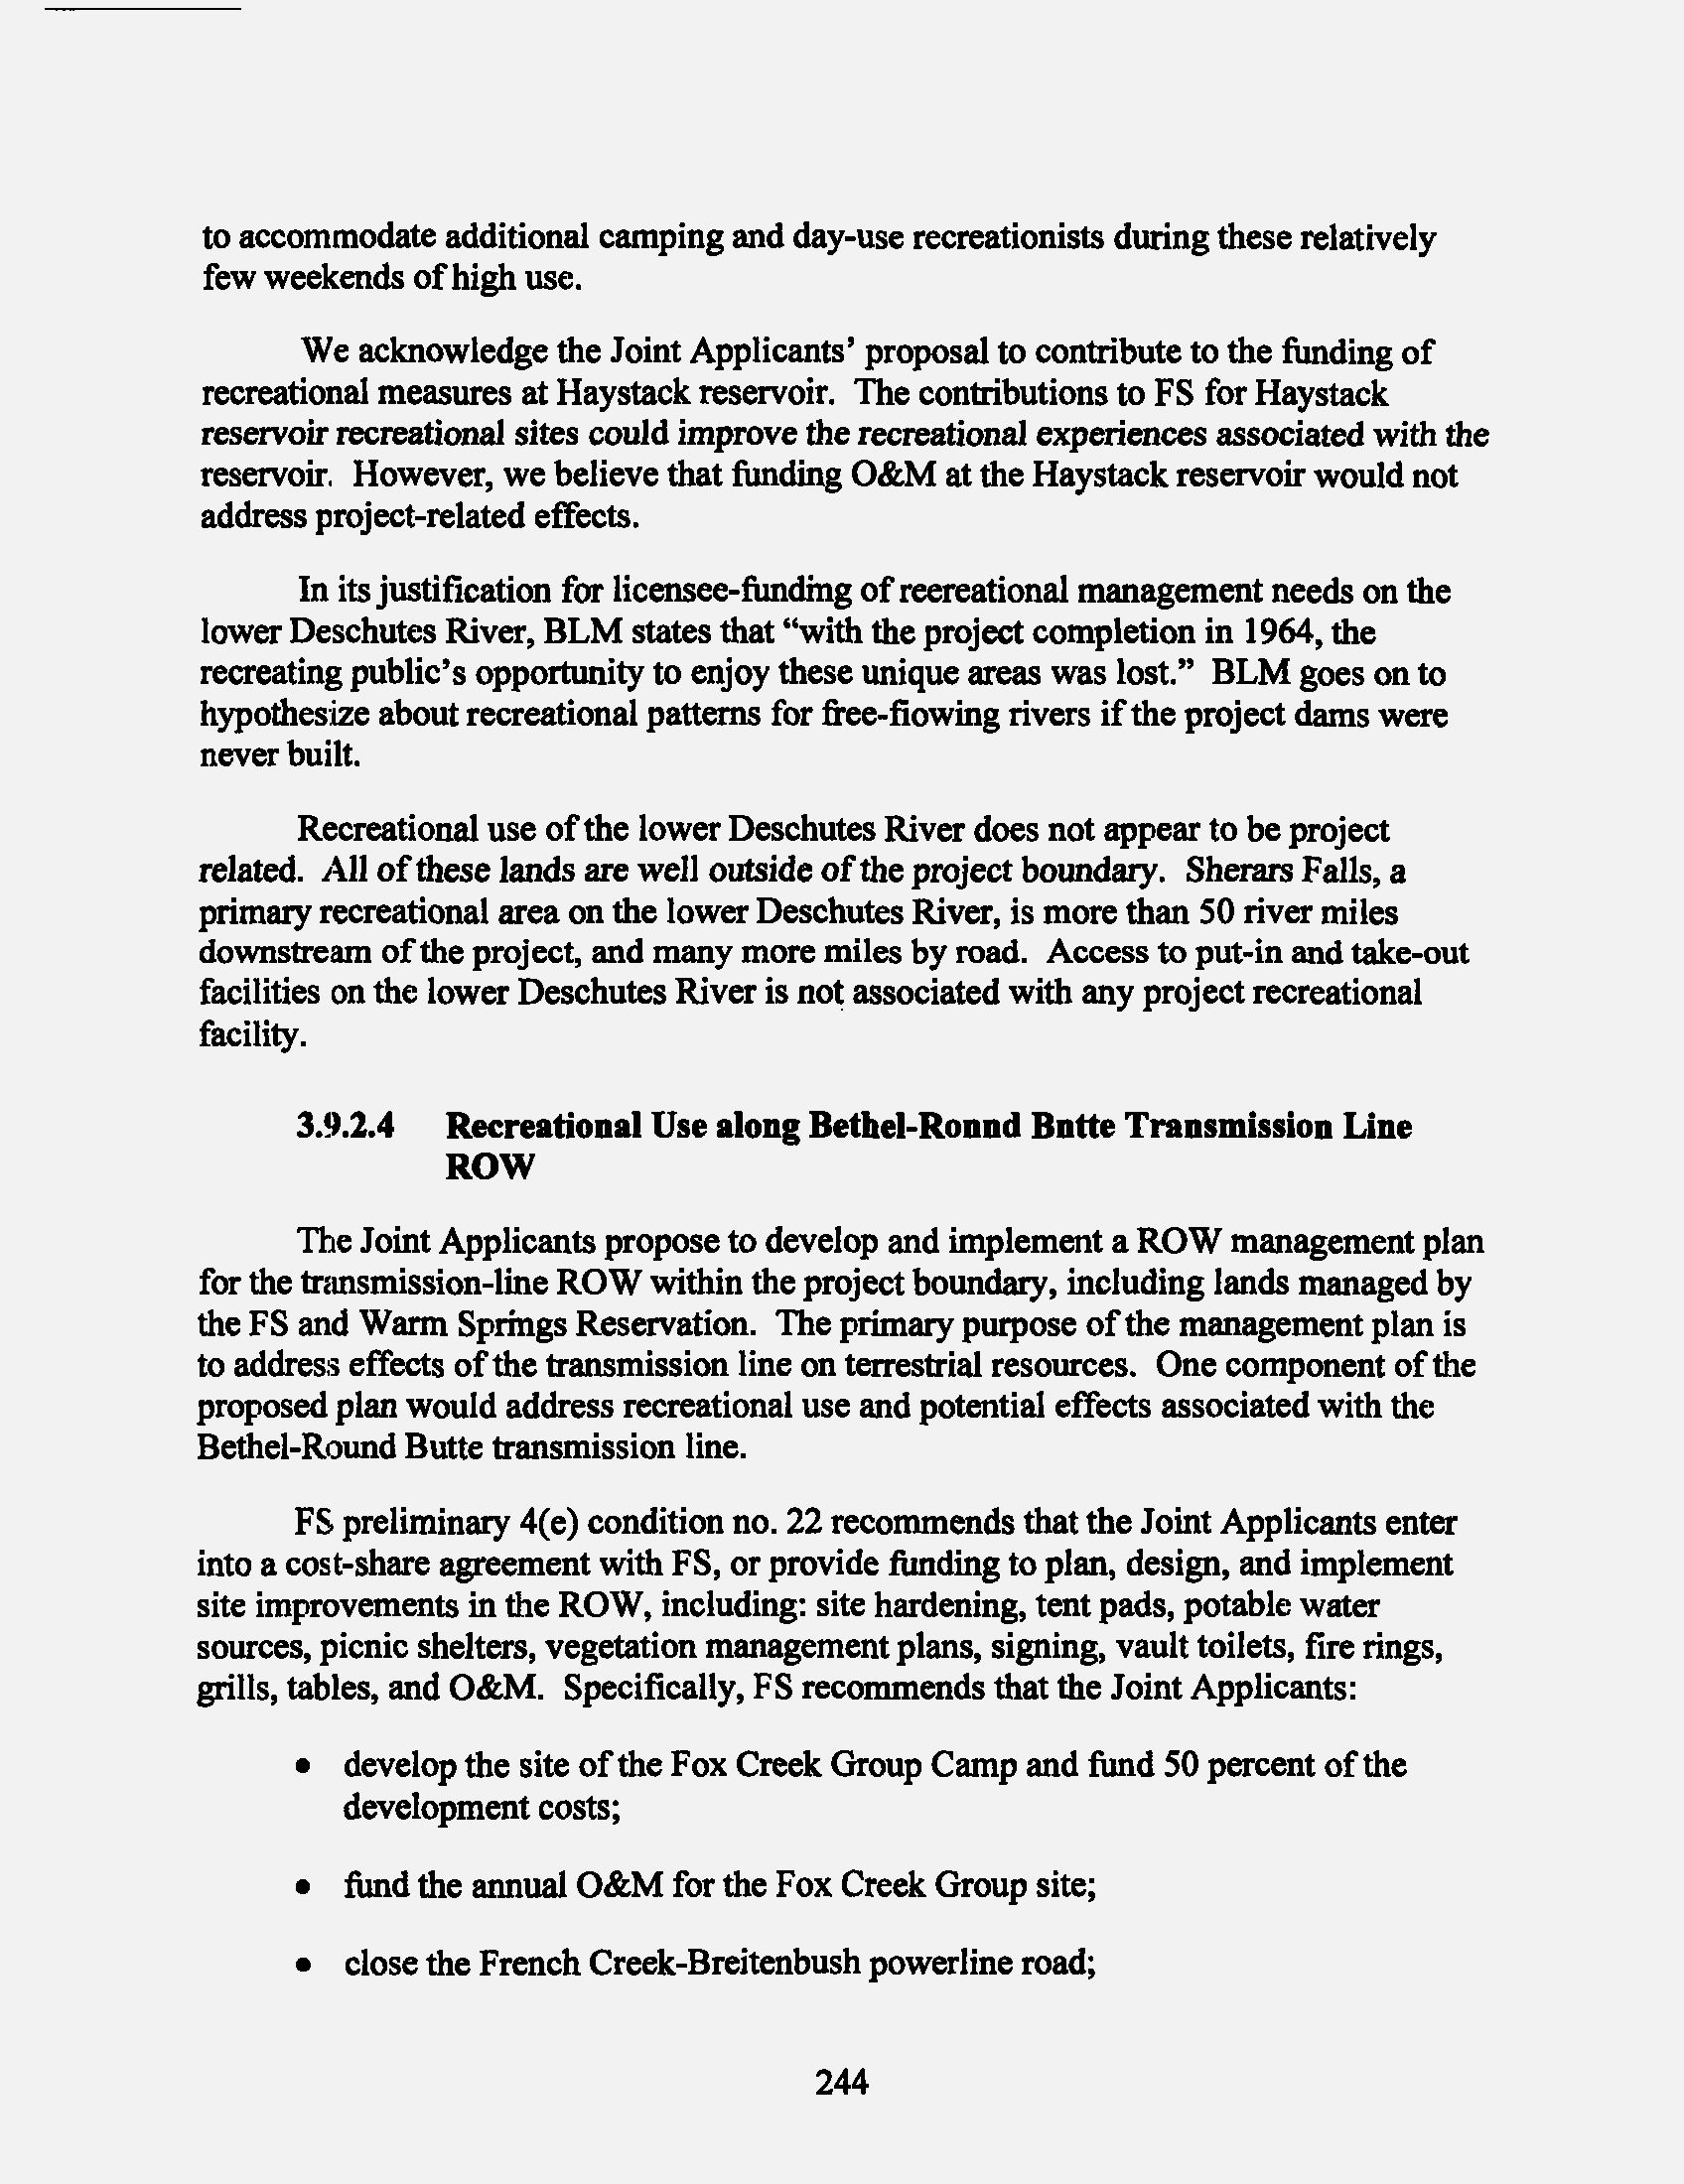 to accommodate additional camping and day-use recreationists during these relatively
few weekends of high use.
We acknowledge the Joint Applicants' proposal to contribute to the funding of
recreational measures at Haystack reservoir. The contributions to FS for Haystack
reservoir recreational sites could improve the recreational experiences associated with the
reservoir. However, we believe that funding O&M at the Haystack reservoir would not
address project-related effects.
In its justification for licensee-funding of reereational management needs on the
lower Deschutes River, BLM states that “with the project completion in 1964, the
recreating public's opportunity to enjoy these unique areas was lost.” BLM goes on to
hypothesize about recreational patterns for free-fiowing rivers if the project dams were
never built.
Recreational use of the lower Deschutes River does not appear to be project
related. All of these lands are well outside of the project boundary. Sherars Falls, a
primary recreational area on the lower Deschutes River, is more than 50 river miles
downstream of the project, and many more miles by road. Access to put-in and take-out
facilities on the lower Deschutes River is not associated with any project recreational
facility.
3.9.2.4 Recreational Use along Bethel-Ronnd Bntte Transmission Line
ROW
The Joint Applicants propose to develop and implement a ROW management plan
for the transmission-line ROW within the project boundary, including lands managed by
the FS and Warm Springs Reservation. The primary purpose of the management plan is
to address effects of the transmission line on terrestrial resources. One component of the
proposed plan would address recreational use and potential effects associated with the
Bethel-Round Butte transmission line.
FS preliminary 4(e) condition no. 22 recommends that the Joint Applicants enter
into a cost-share agreement with FS, or provide funding to plan, design, and implement
site improvements in the ROW, including: site hardening, tent pads, potable water
sources, picnic shelters, vegetation management plans, signing, vault toilets, fire rings,
grills, tables, and O&M. Specifically, FS recommends that the Joint Applicants:
• develop the site of the Fox Creek Group Camp and fund 50 percent of the
development costs;
• fund the annual O&M for the Fox Creek Group site;
• close the French Creek-Breitenbush powerline road;
244